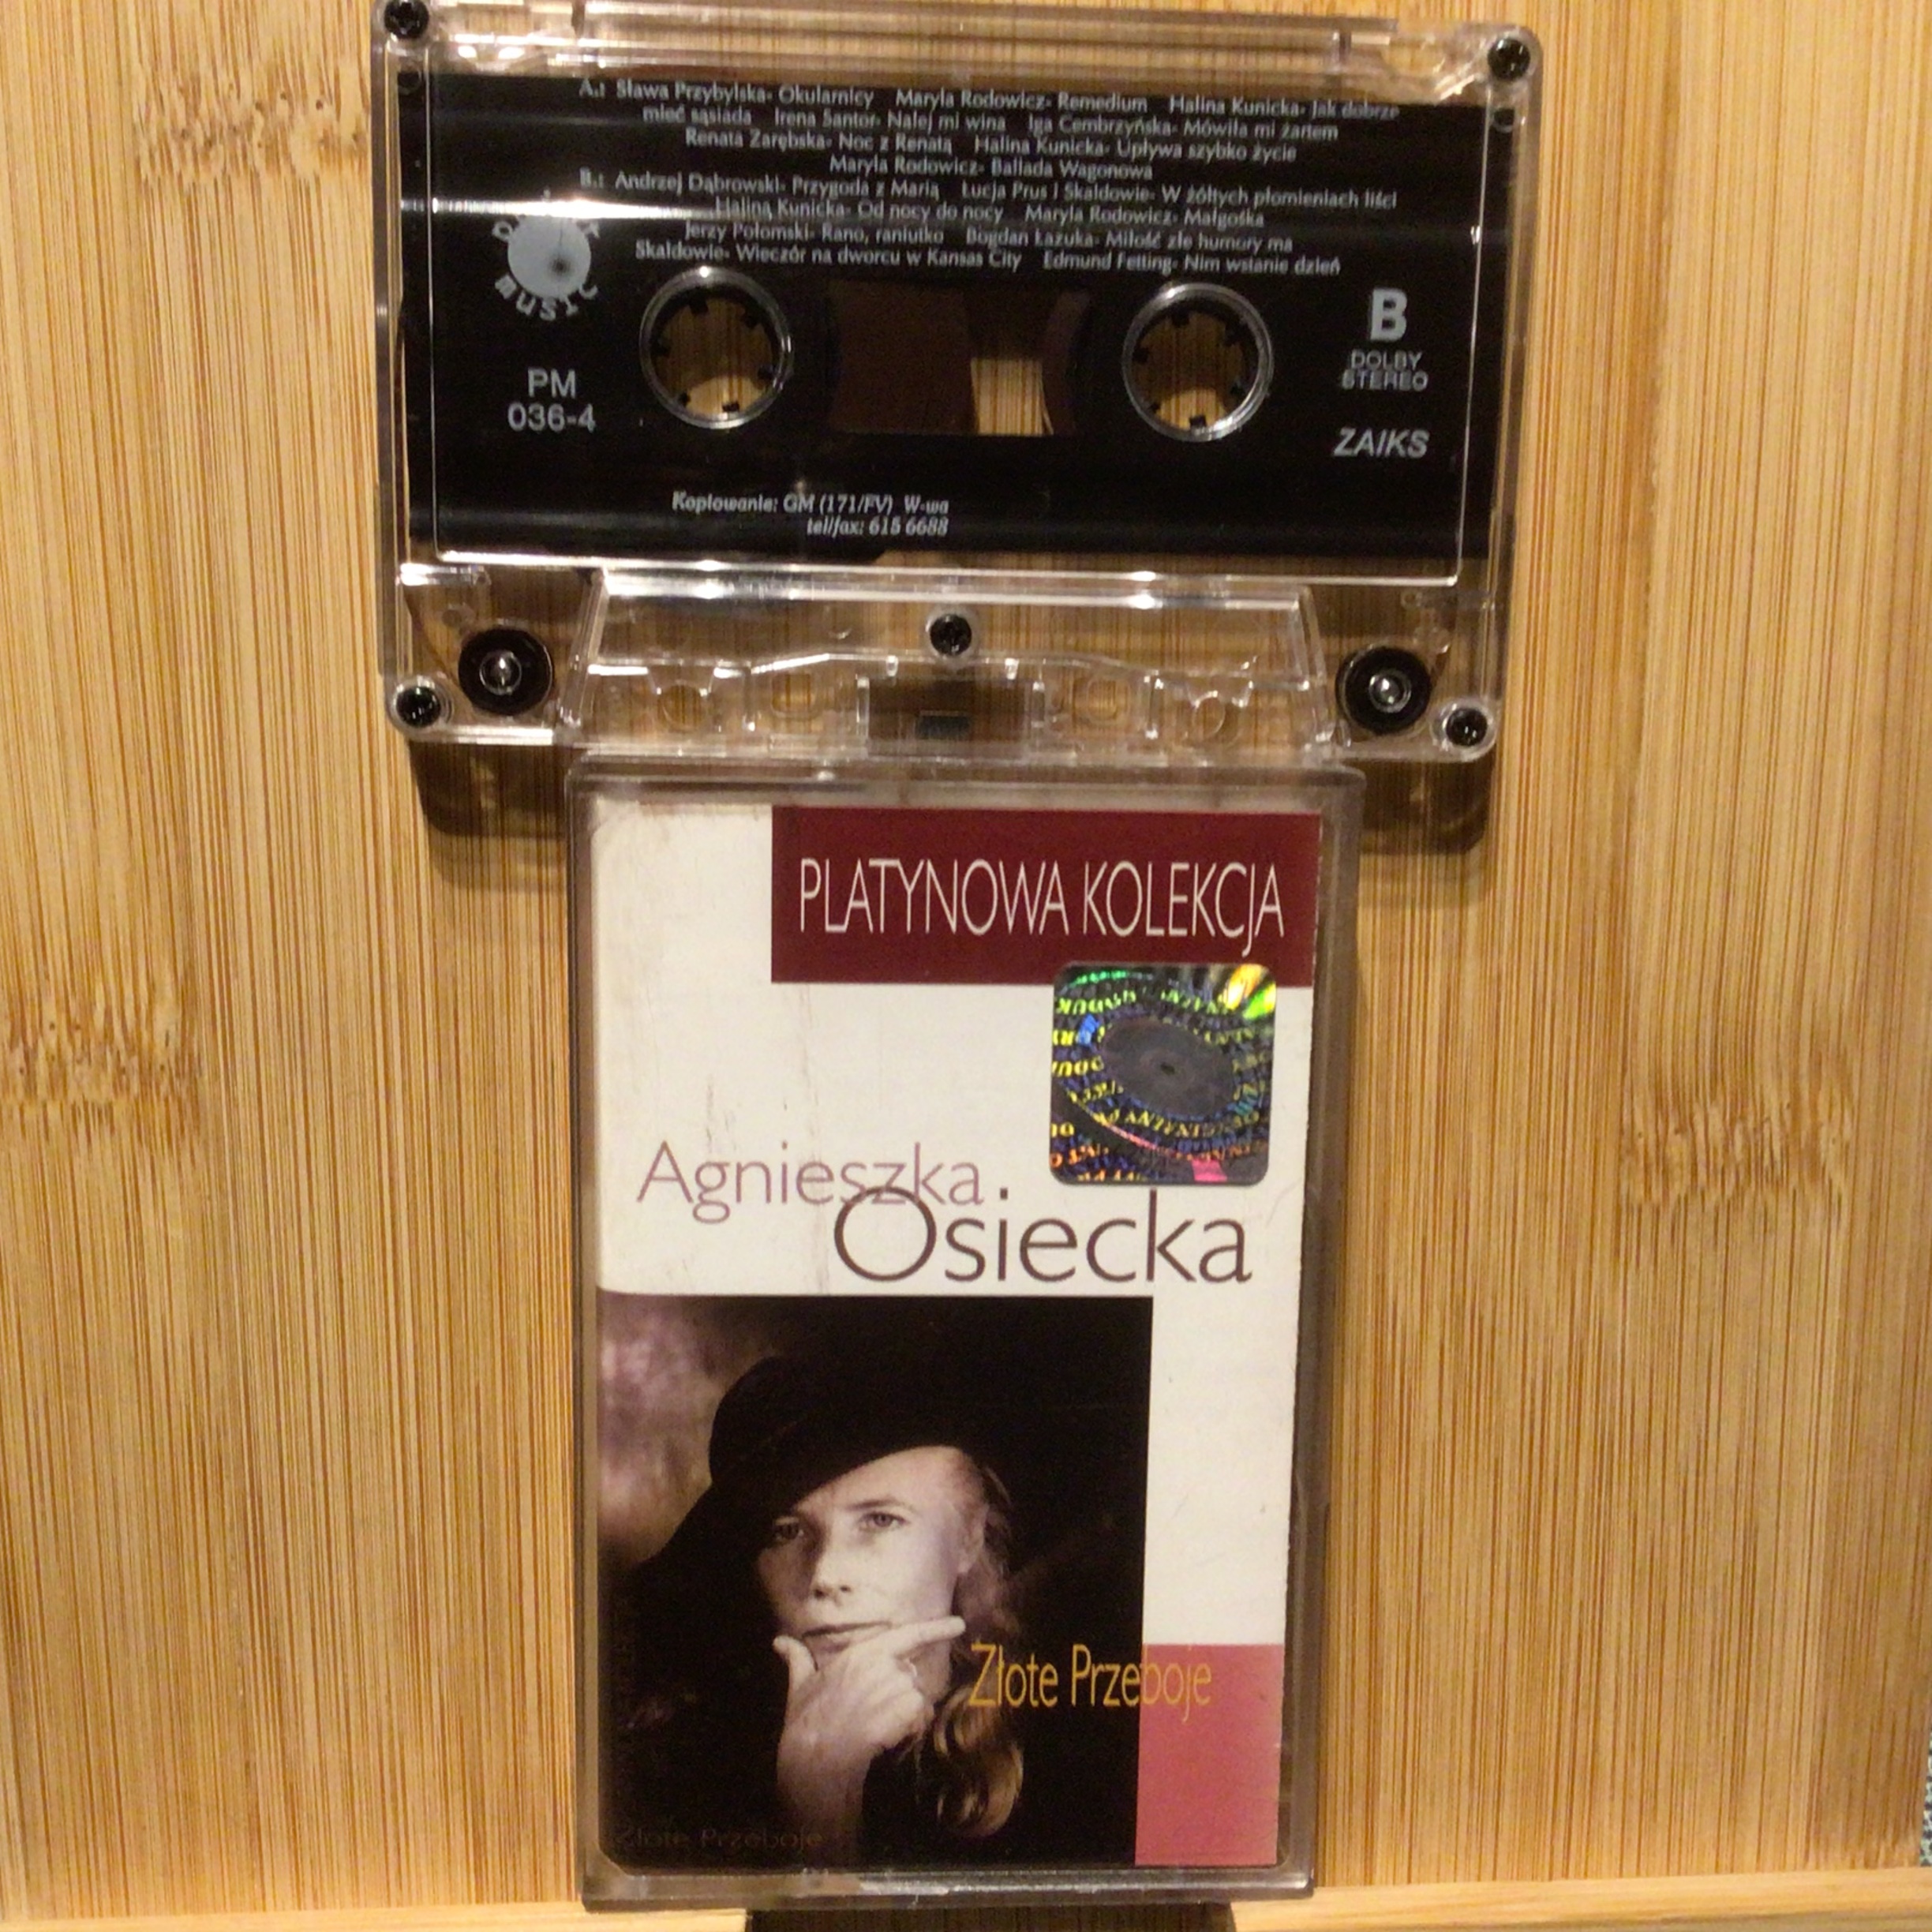 A.: Sława Przybylska- Okularnicy Maryla Rodowicz- Remedium Halina Kunicka- Jak dobrze
mieć sąsiada Irena Santor- Nalej mi wina Iga Cembrzyńska- Mówiła mi żartem
Renata Zarębska- Noc z Renatą Halina Kunicka- Upływa szybko życie
Maryla Rodowicz- Ballada Wagonowa
B.: Andrzej Dąbrowski- Przygoda z Marią Łucja Prus i Skaldowie- W żółtych płomieniach liści
Halina Kunicka- Od nocy do nocy Maryla Rodowicz- Małgośka
Jerzy Połomski- Rano, raniutko Bogdan Łazuka- Miłość złe humory ma
Skaldowie- Wieczór na dworcu w Kansas City Edmund Fetting- Nim wstanie dzień
MUSIC
PM
036-4
B
DOLBY
STEREO
ZAIKS
Kopiowanie: GM (171/FV) W-wa
tel/fax: 615 6688
PLATYNOWA KOLEKCJA
Agnieszka
Osiecka
Złote Przeboje
Złote Przeboje